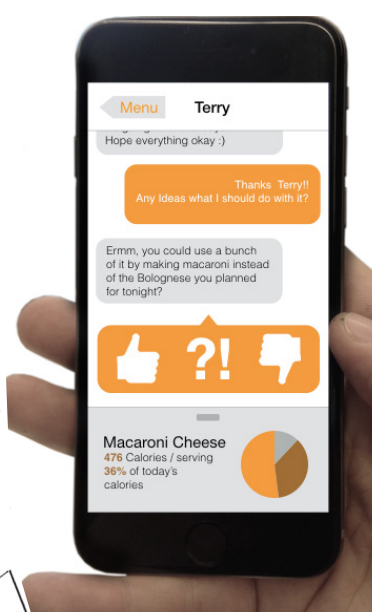 Menu
Terry
Hope everything okay :)
Thanks Terry!!
Any Ideas what I should do with it?
Ermm, you could use a bunch
of it by making macaroni instead
of the Bolognese you planned
for tonight?
?!
Macaroni Cheese
476 Calories / serving
36% of today's
calories